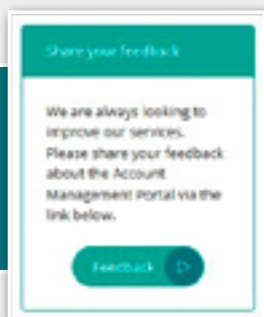 Share your feedback
We are always looking to
improve our services.
Please share your feedback
about the Account
Management Portal via the
link below.
Feedback